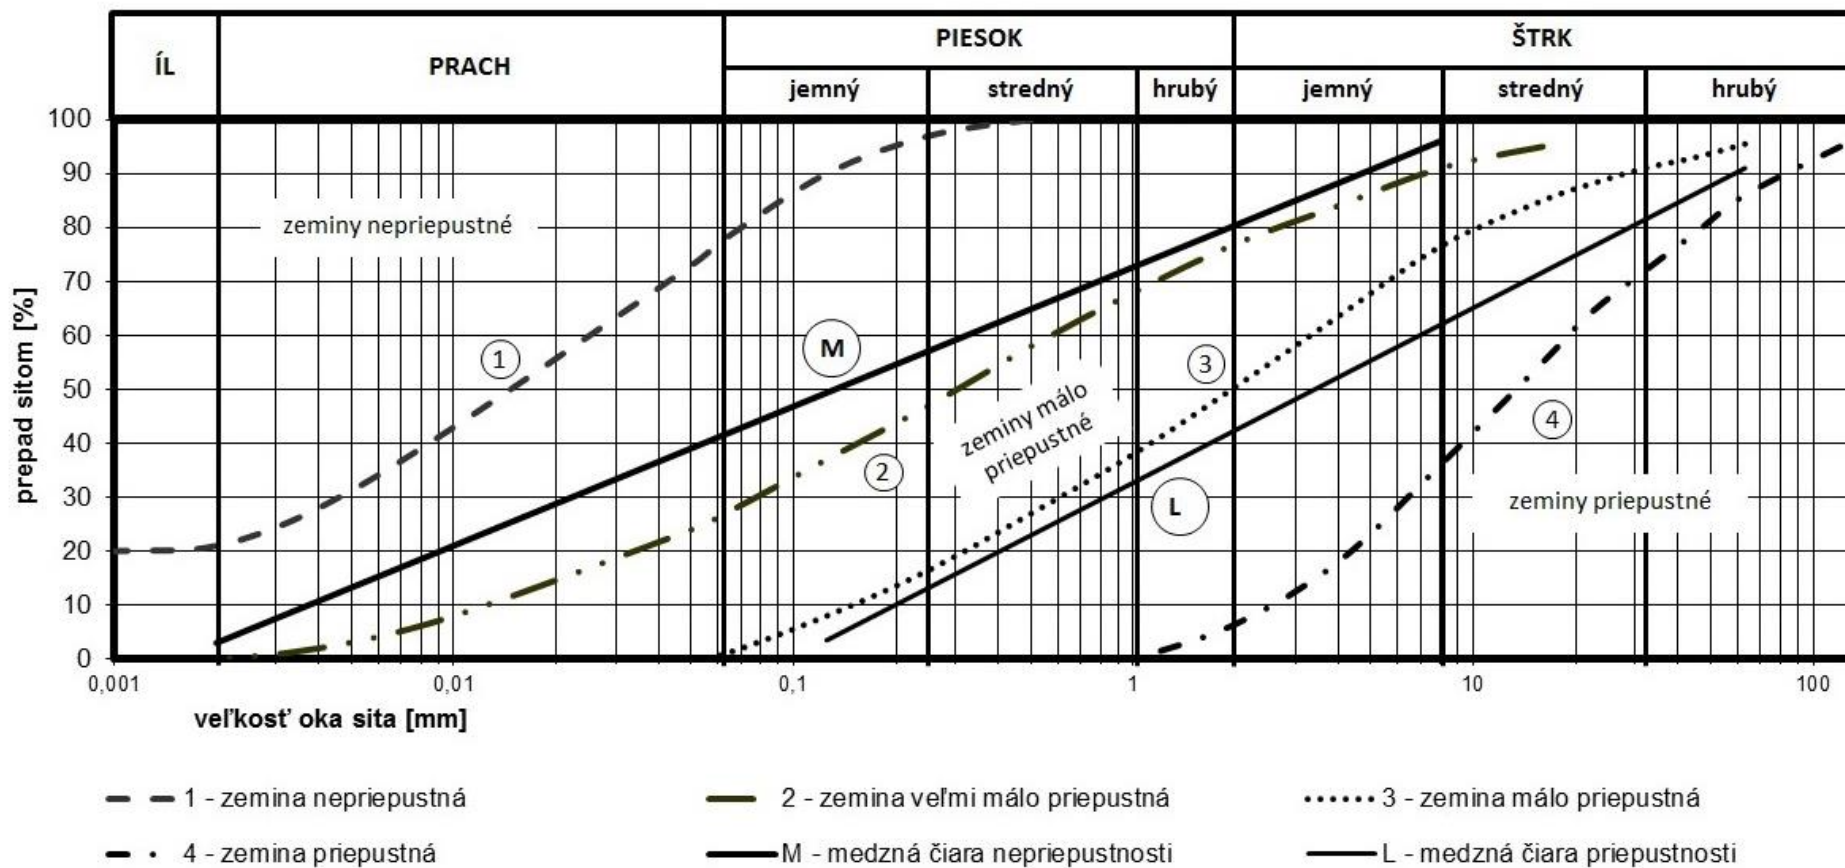 ÍL
PRACH
PIESOK
ŠTRK
jemný
stredný
hrubý
jemný
stredný
hrubý
100
90
80
70
60
50
40
30
20
10
0
prepad sitom [%]
zeminy nepriepustné
1
M
2
zeminy málo
priepustné
3
L
4
zeminy priepustné
0,001
0,01
0,1
1
10
100
veľkosť oka sita [mm]
1 - zemina nepriepustná
2 - zemina veľmi málo priepustná
3 - zemina málo priepustná
4 - zemina priepustná
M - medzná čiara nepriepustnosti
L - medzná čiara priepustnosti